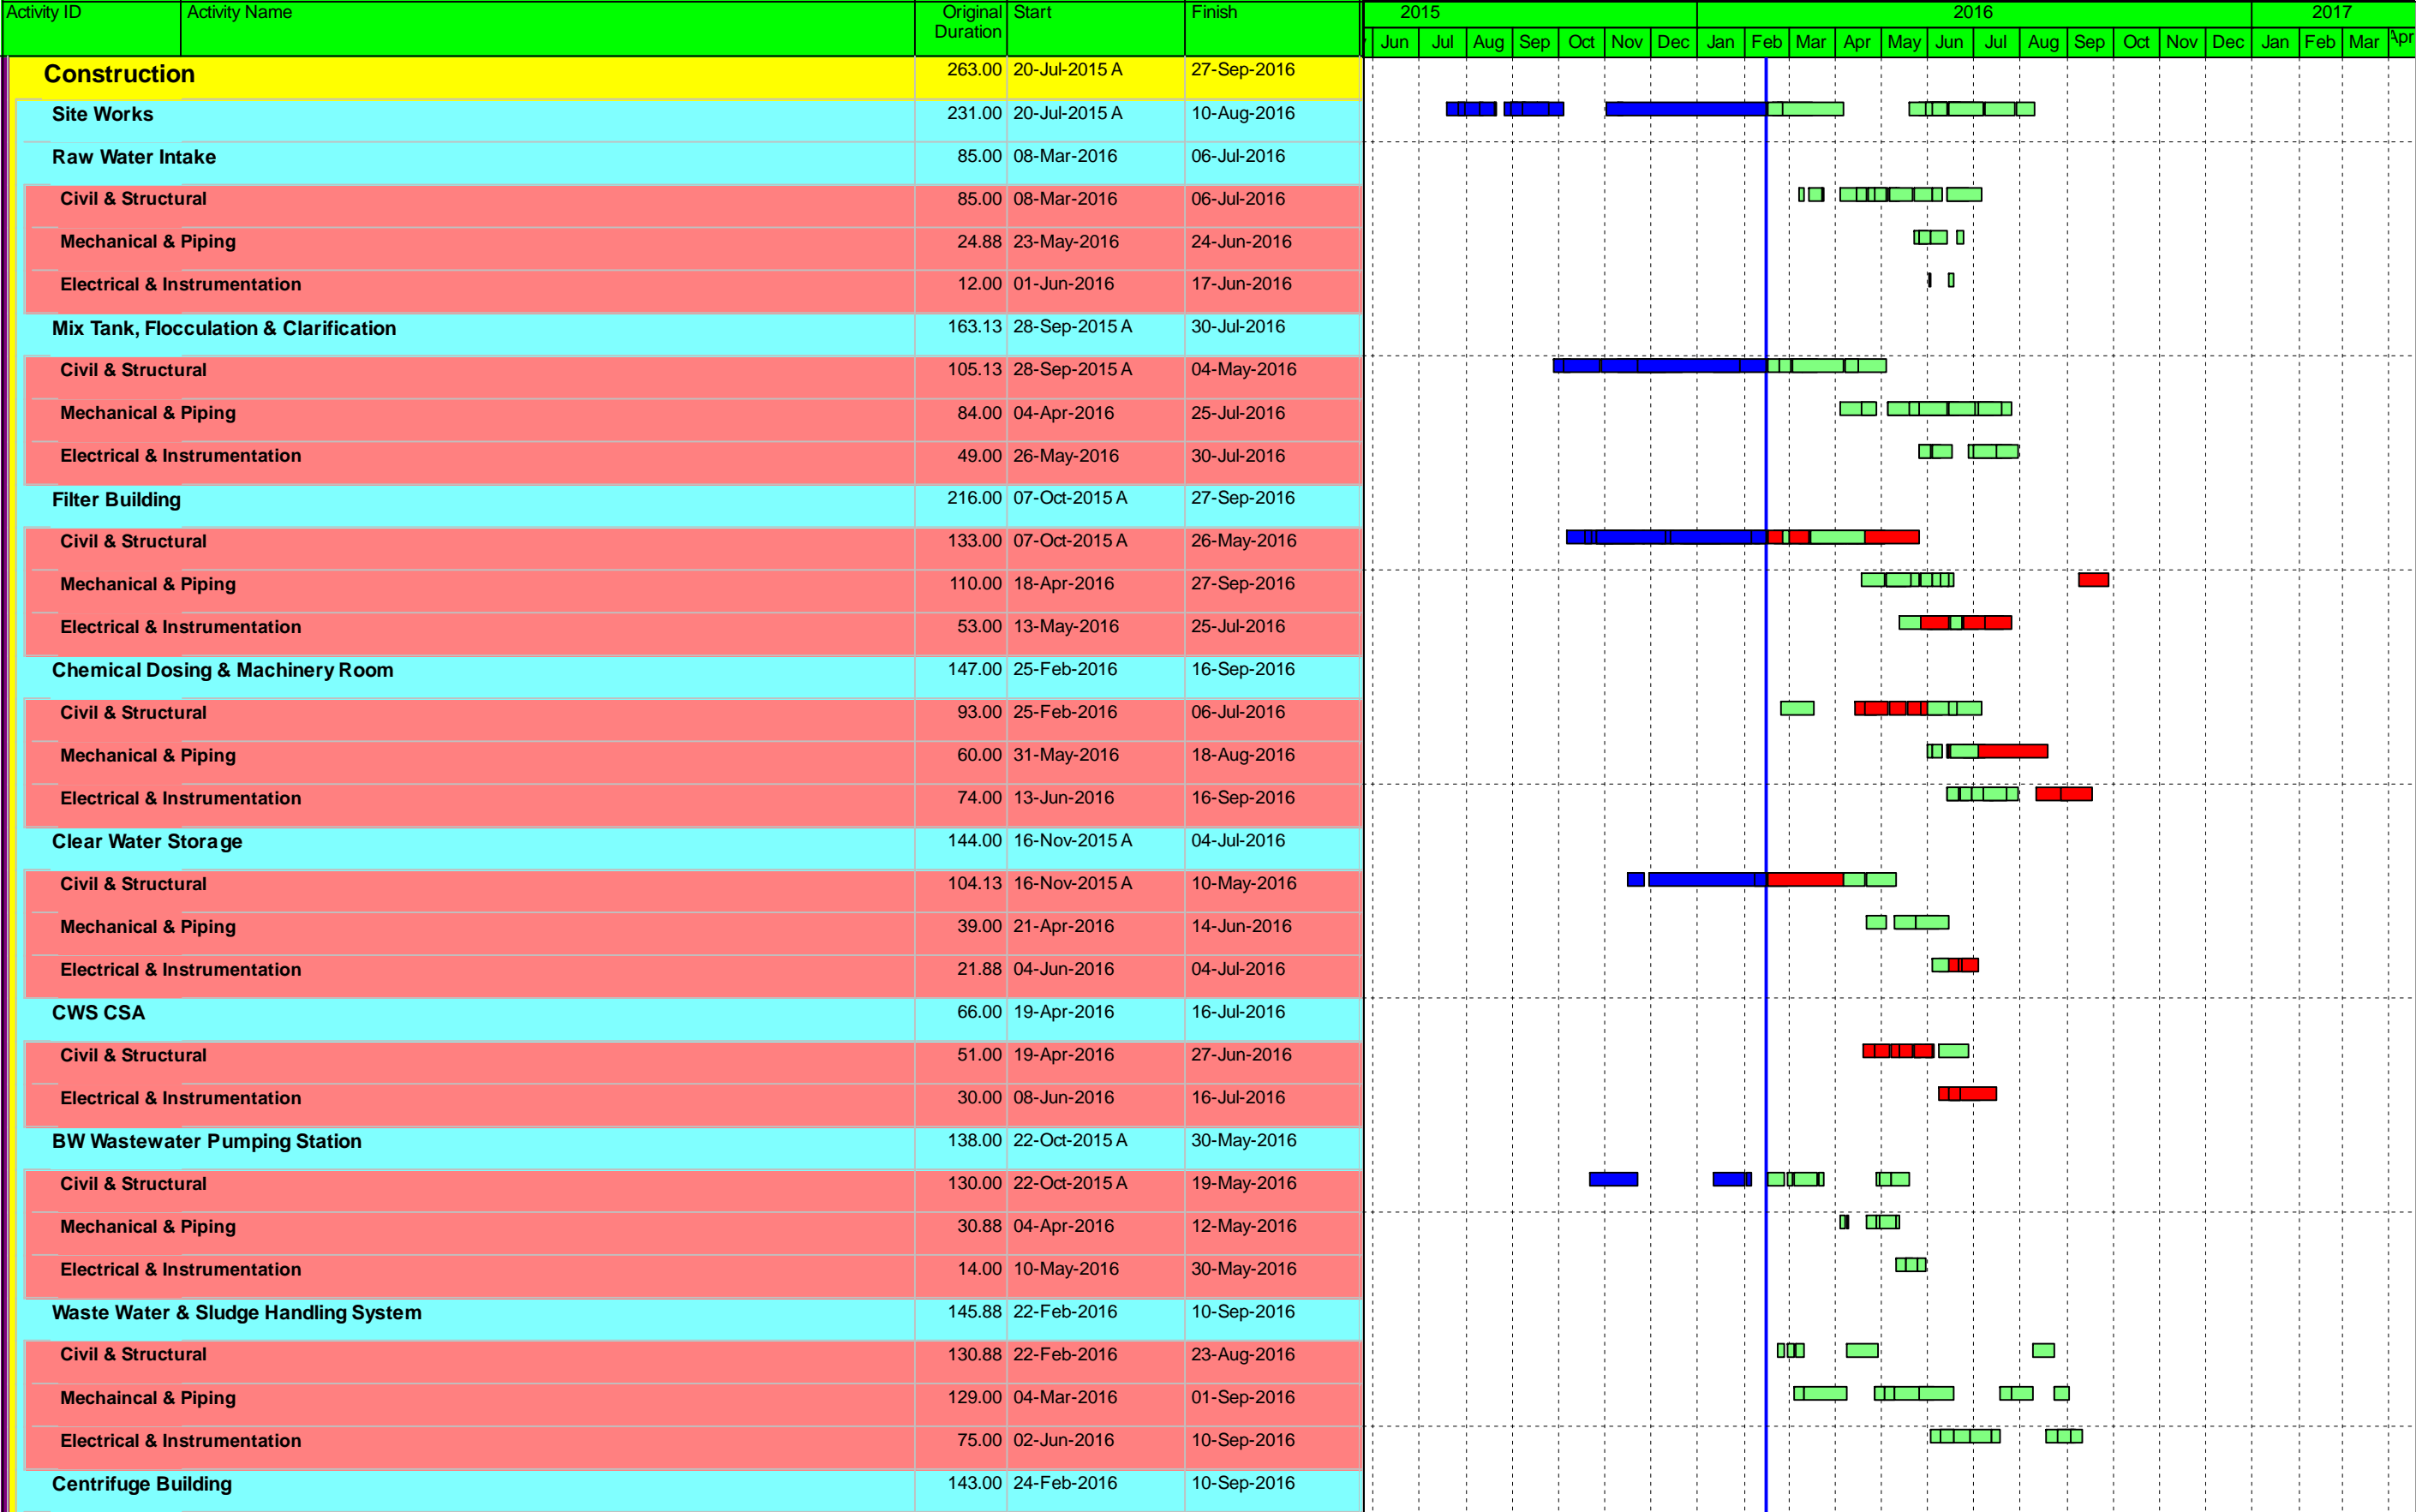 Activity ID Activity Name Original Duration Start Finish 2015 2016 2017
Jun Jul Aug Sep Oct Nov Dec Jan Feb Mar Apr May Jun Jul Aug Sep Oct Nov Dec Jan Feb Mar Apr
Construction 263.00 20-Jul-2015 A 27-Sep-2016
Site Works 231.00 20-Jul-2015 A 10-Aug-2016
Raw Water Intake 85.00 08-Mar-2016 06-Jul-2016
Civil & Structural 85.00 08-Mar-2016 06-Jul-2016
Mechanical & Piping 24.88 23-May-2016 24-Jun-2016
Electrical & Instrumentation 12.00 01-Jun-2016 17-Jun-2016
Mix Tank, Flocculation & Clarification 163.13 28-Sep-2015 A 30-Jul-2016
Civil & Structural 105.13 28-Sep-2015 A 04-May-2016
Mechanical & Piping 84.00 04-Apr-2016 25-Jul-2016
Electrical & Instrumentation 49.00 26-May-2016 30-Jul-2016
Filter Building 216.00 07-Oct-2015 A 27-Sep-2016
Civil & Structural 133.00 07-Oct-2015 A 26-May-2016
Mechanical & Piping 110.00 18-Apr-2016 27-Sep-2016
Electrical & Instrumentation 53.00 13-May-2016 25-Jul-2016
Chemical Dosing & Machinery Room 147.00 25-Feb-2016 16-Sep-2016
Civil & Structural 93.00 25-Feb-2016 06-Jul-2016
Mechanical & Piping 60.00 31-May-2016 18-Aug-2016
Electrical & Instrumentation 74.00 13-Jun-2016 16-Sep-2016
Clear Water Storage 144.00 16-Nov-2015 A 04-Jul-2016
Civil & Structural 104.13 16-Nov-2015 A 10-May-2016
Mechanical & Piping 39.00 21-Apr-2016 14-Jun-2016
Electrical & Instrumentation 21.88 04-Jun-2016 04-Jul-2016
CWS CSA 66.00 19-Apr-2016 16-Jul-2016
Civil & Structural 51.00 19-Apr-2016 27-Jun-2016
Electrical & Instrumentation 30.00 08-Jun-2016 16-Jul-2016
BW Wastewater Pumping Station 138.00 22-Oct-2015 A 30-May-2016
Civil & Structural 130.00 22-Oct-2015 A 19-May-2016
Mechanical & Piping 30.88 04-Apr-2016 12-May-2016
Electrical & Instrumentation 14.00 10-May-2016 30-May-2016
Waste Water & Sludge Handling System 145.88 22-Feb-2016 10-Sep-2016
Civil & Structural 130.88 22-Feb-2016 23-Aug-2016
Mechaincal & Piping 129.00 04-Mar-2016 01-Sep-2016
Electrical & Instrumentation 75.00 02-Jun-2016 10-Sep-2016
Centrifuge Building 143.00 24-Feb-2016 10-Sep-2016